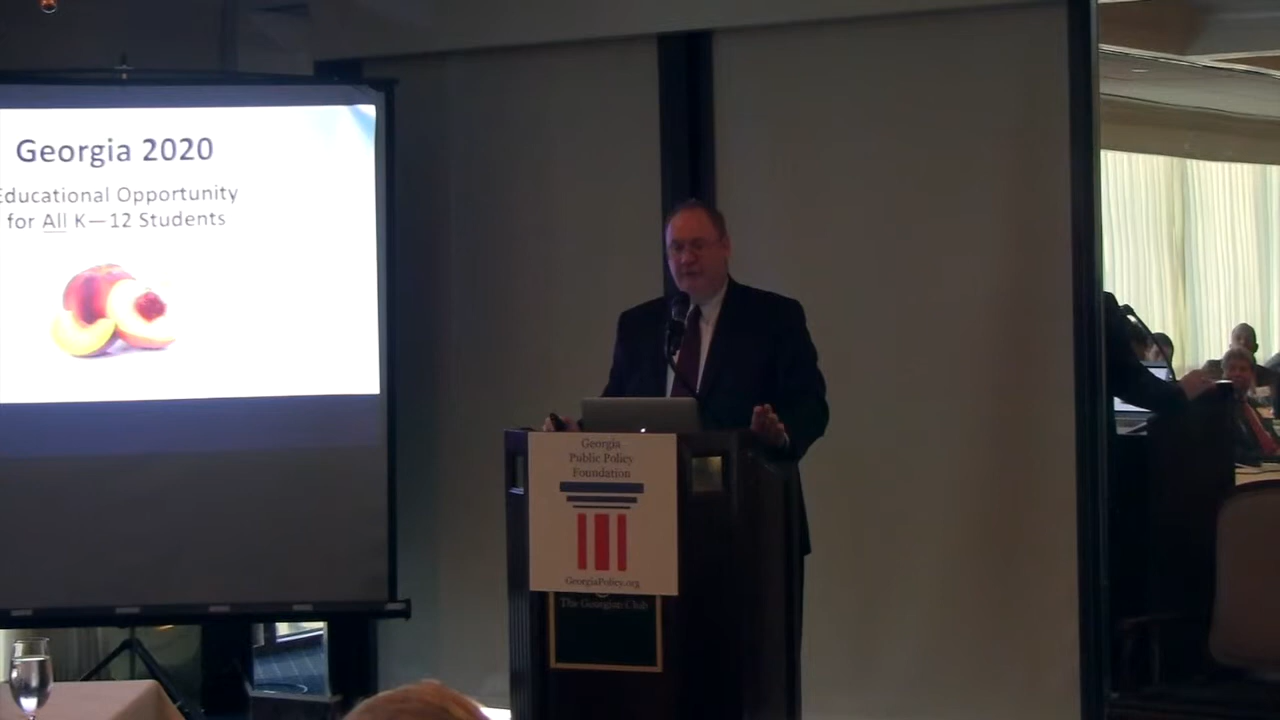 Georgia 2020
Educational Opportunity
for All K—12 Students
Georgia
Public Policy
Foundation
GeorgiaPolicy.org
The Georgian Club